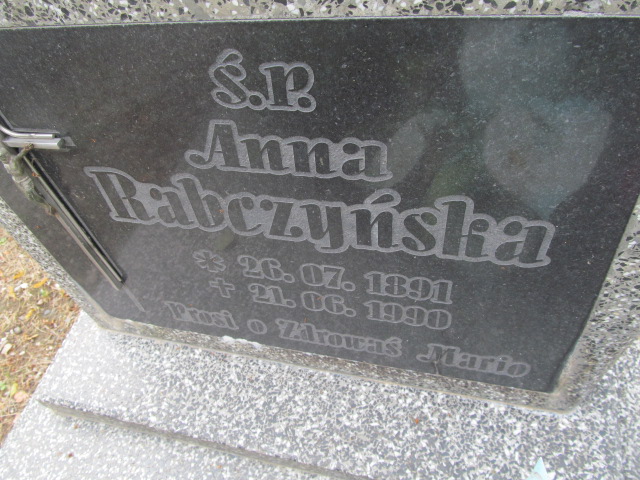 Ś.P.
Anna
Rabczyńska
* 26. 07. 1891
+ 21. 06. 1990
Prosi o Zdrowaś Mario